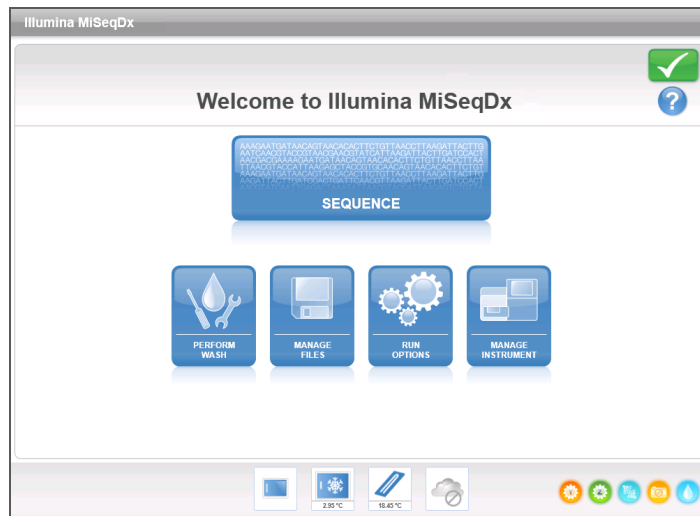 Illumina MiSeqDx
Welcome to Illumina MiSeqDx
SEQUENCE
PERFORM
WASH
MANAGE
FILES
RUN
OPTIONS
MANAGE
INSTRUMENT
2.95 °C
18.45 °C